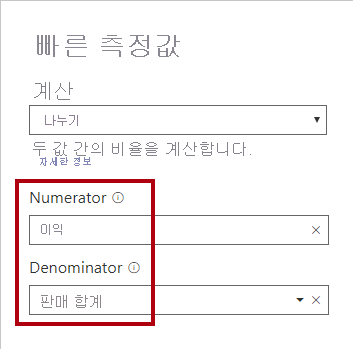 빠른 측정값
계산
나누기
두 값 간의 비율을 계산합니다.
자세한 정보
Numerator
이익
Denominator
판매 합계